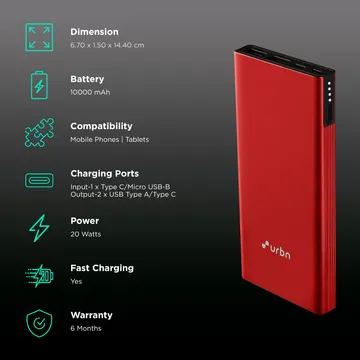 Dimension
6.70 x 1.50 x 14.40 cm
Battery
10000 mAh
Compatibility
Mobile Phones | Tablets
Charging Ports
Input-1 x Type C/Micro USB-B
Output-2 x USB Type A/Type C
Power
20 Watts
Fast Charging
Yes
Warranty
6 Months
urbn